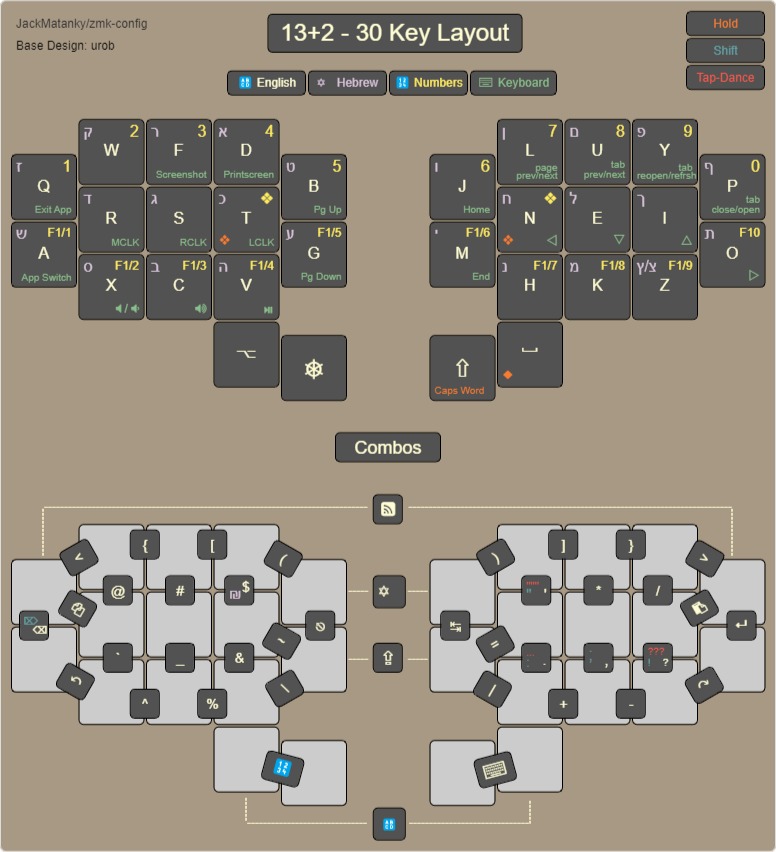 JackMatanky/zmk-config
Base Design: urob
13+2 - 30 Key Layout
Hold
Shift
Tap-Dance
English
Hebrew
Numbers
Keyboard
ק 2
W
ר 3
F
Screenshot
א 4
D
Printscreen
ן 7
L
page
prev/next
ם 8
U
tab
prev/next
פ 9
Y
tab
reopen/refrsh
ז 1
Q
Exit App
ט 5
B
Pg Up
ו 6
J
Home
ף 0
P
tab
close/open
ד
R
MCLK
ג
S
RCLK
כ
T
LCLK
ח
N
ל
E
ך
I
ש F1/1
A
App Switch
ע F1/5
G
Pg Down
י F1/6
M
End
ת F10
O
ס F1/2
X
ב F1/3
C
ה F1/4
V
נ F1/7
H
מ F1/8
K
צ/ץ F1/9
Z
Caps Word
Combos
< { [ ( ) ] } >
@ # ₪ $ " ' * /
~ =
` _ & . , ??? ! ?
^ % \ | + -